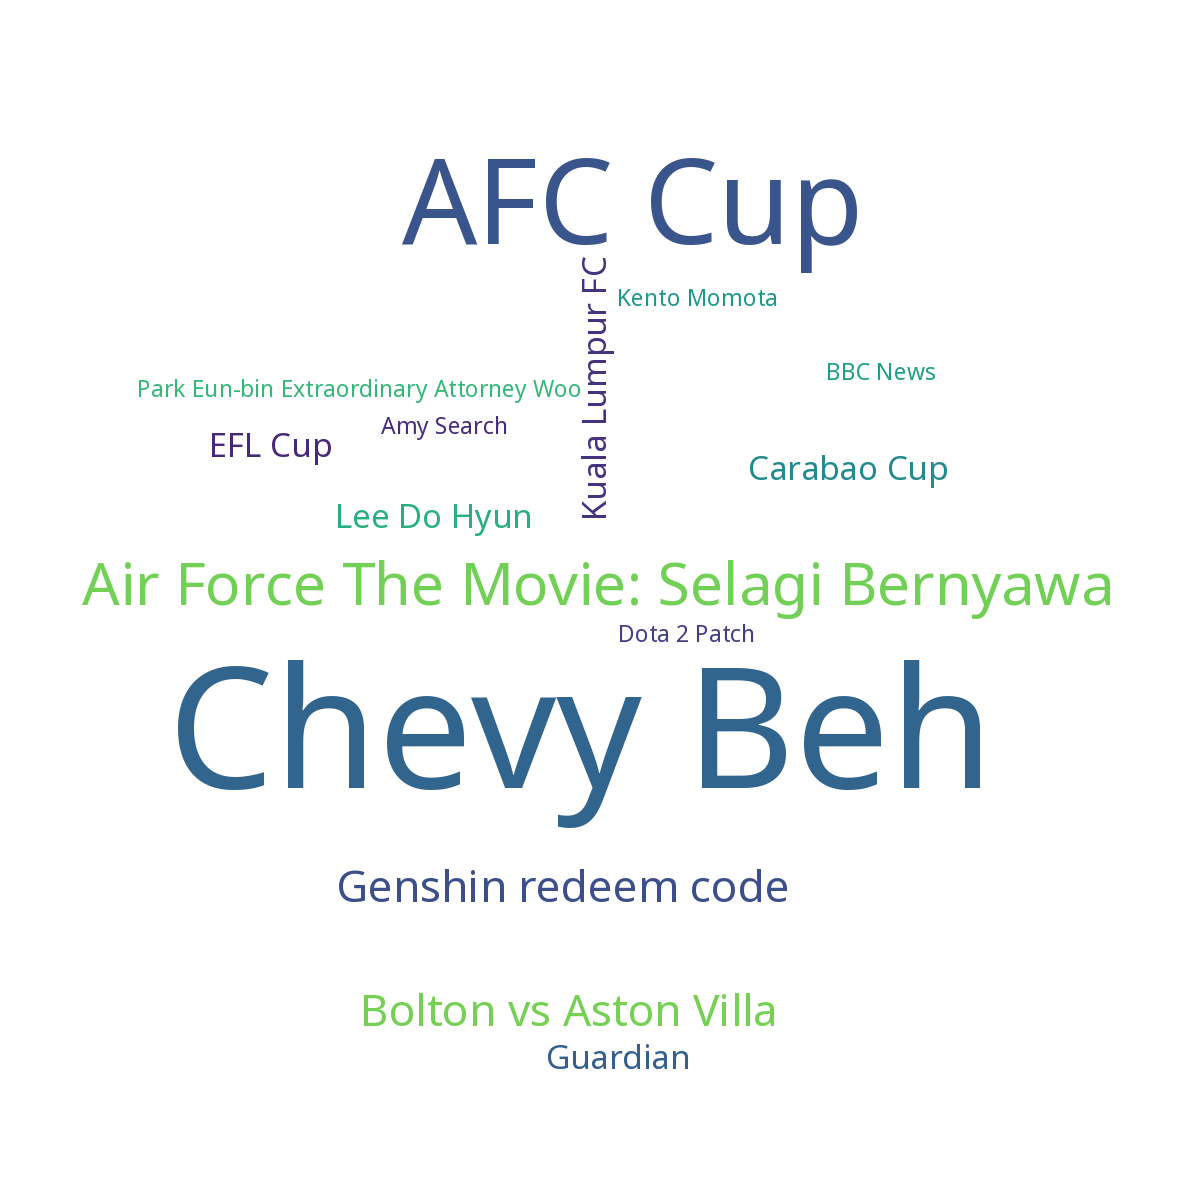 AFC Cup
Kuala Lumpur FC
Kento Momota
BBC News
Park Eun-bin Extraordinary Attorney Woo
Amy Search
EFL Cup
Carabao Cup
Lee Do Hyun
Air Force The Movie: Selagi Bernyawa
Dota 2 Patch
Chevy Beh
Genshin redeem code
Bolton vs Aston Villa
Guardian